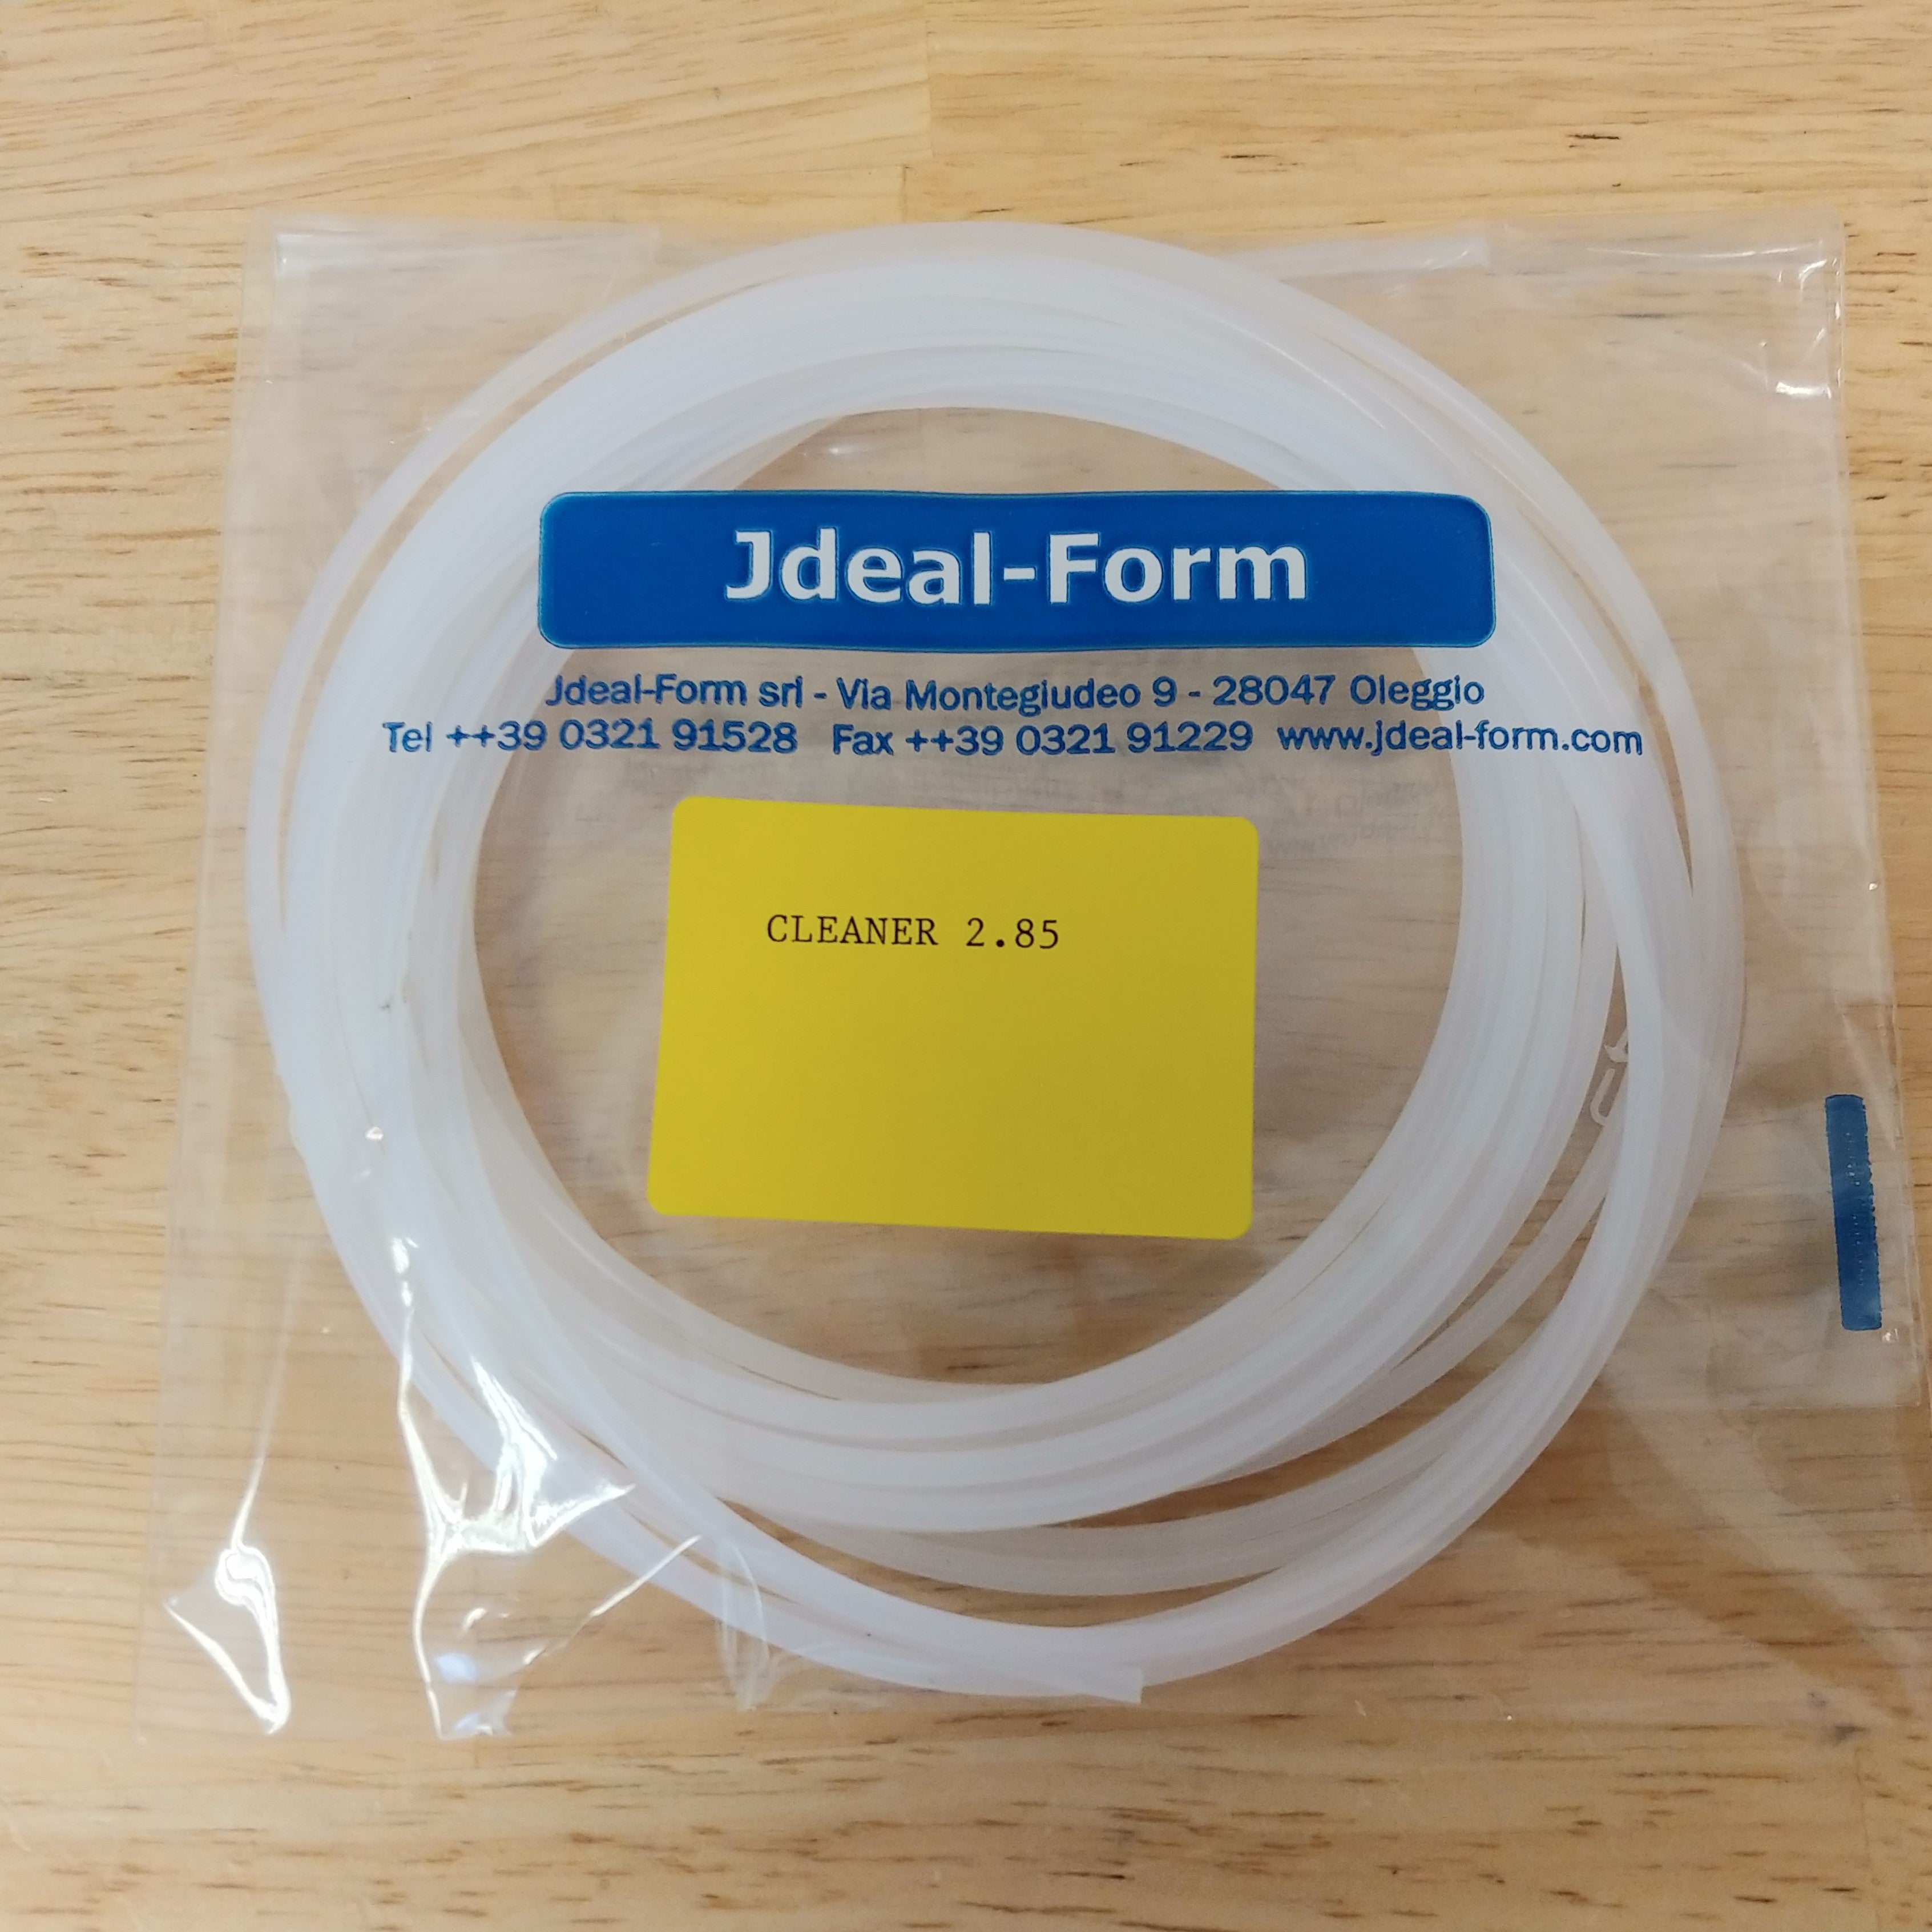 Jdeal-Form
Jdeal-Form srl - Via Montegiudeo 9 - 28047 Oleggio
Tel ++39 0321 91528 Fax ++39 0321 91229 www.jdeal-form.com
CLEANER 2.85